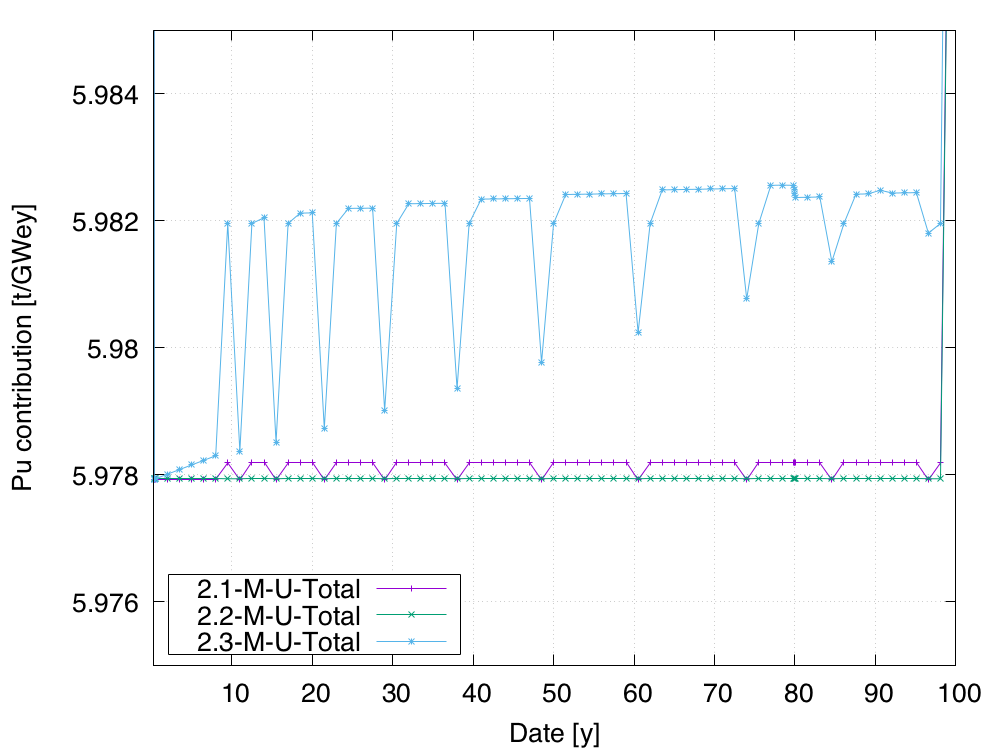 Pu contribution [t/GWey]
5.984
5.982
5.98
5.978
5.976
2.1-M-U-Total
2.2-M-U-Total
2.3-M-U-Total
10 20 30 40 50 60 70 80 90 100
Date [y]